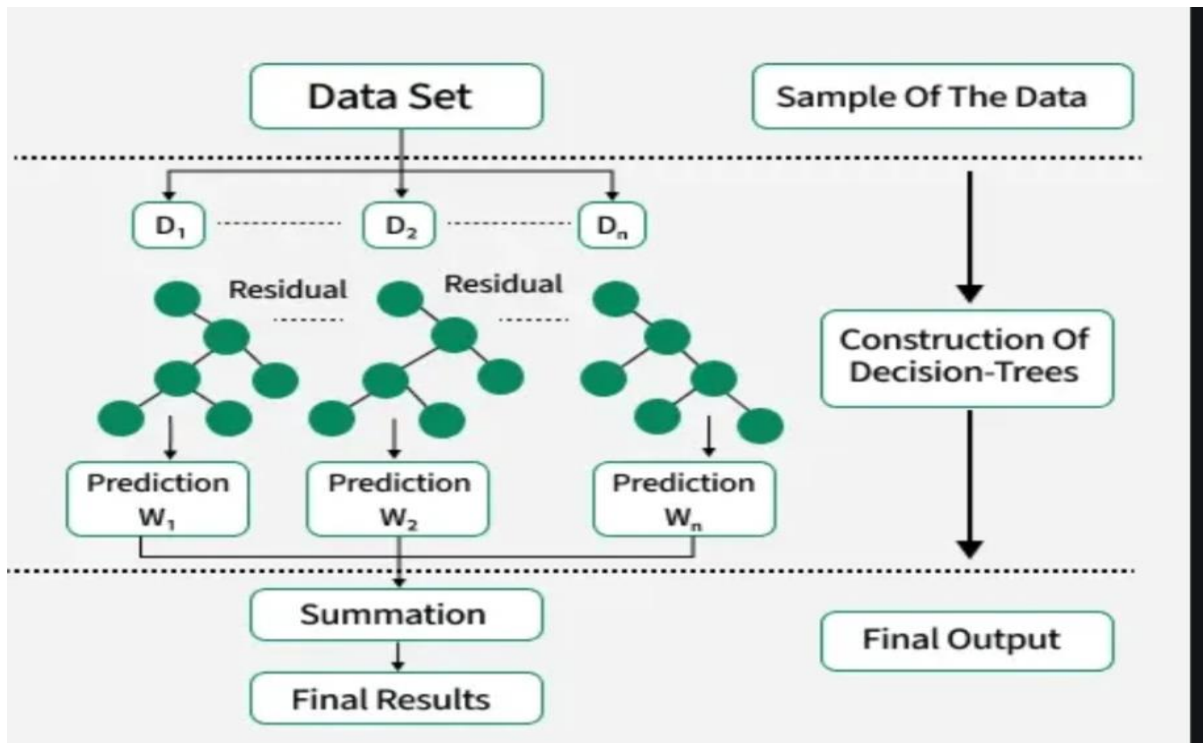 Data Set
Sample Of The Data
D₁
D₂
Dₙ
Residual
Residual
Construction Of
Decision-Trees
Prediction
W₁
Prediction
W₂
Prediction
Wₙ
Summation
Final Output
Final Results